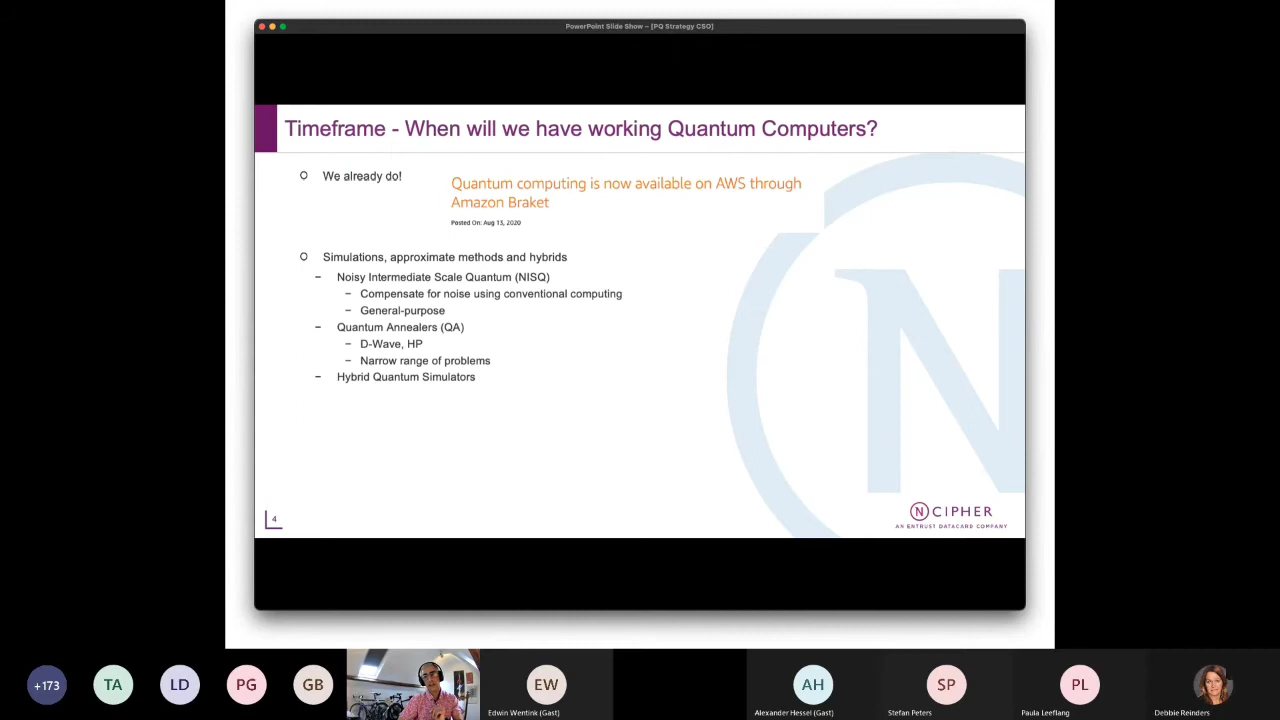 PowerPoint Slide Show – [PQ Strategy CSO]
Timeframe - When will we have working Quantum Computers?
O We already do!
Quantum computing is now available on AWS through
Amazon Braket
Posted On: Aug 13, 2020
O Simulations, approximate methods and hybrids
– Noisy Intermediate Scale Quantum (NISQ)
– Compensate for noise using conventional computing
– General-purpose
– Quantum Annealers (QA)
– D-Wave, HP
– Narrow range of problems
– Hybrid Quantum Simulators
N
4
N CIPHER
AN ENTRUST DATACARD COMPANY
+173
TA
LD
PG
GB
EW
Edwin Wentink (Gast)
AH
Alexander Hessel (Gast)
SP
Stefan Peters
PL
Paula Leeflang
Debbie Reinders